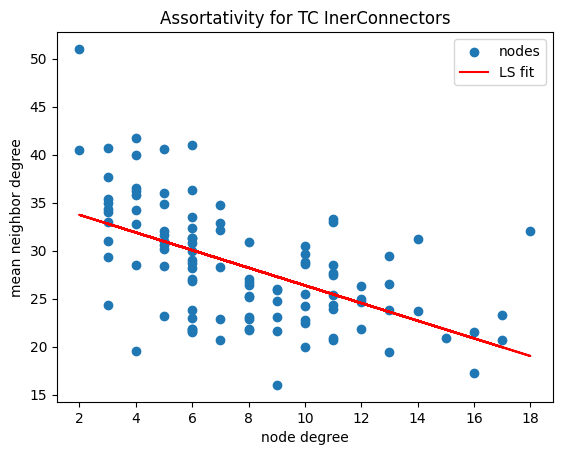 Assortativity for TC InerConnectors
nodes
LS fit
mean neighbor degree
50
45
40
35
30
25
20
15
2 4 6 8 10 12 14 16 18
node degree